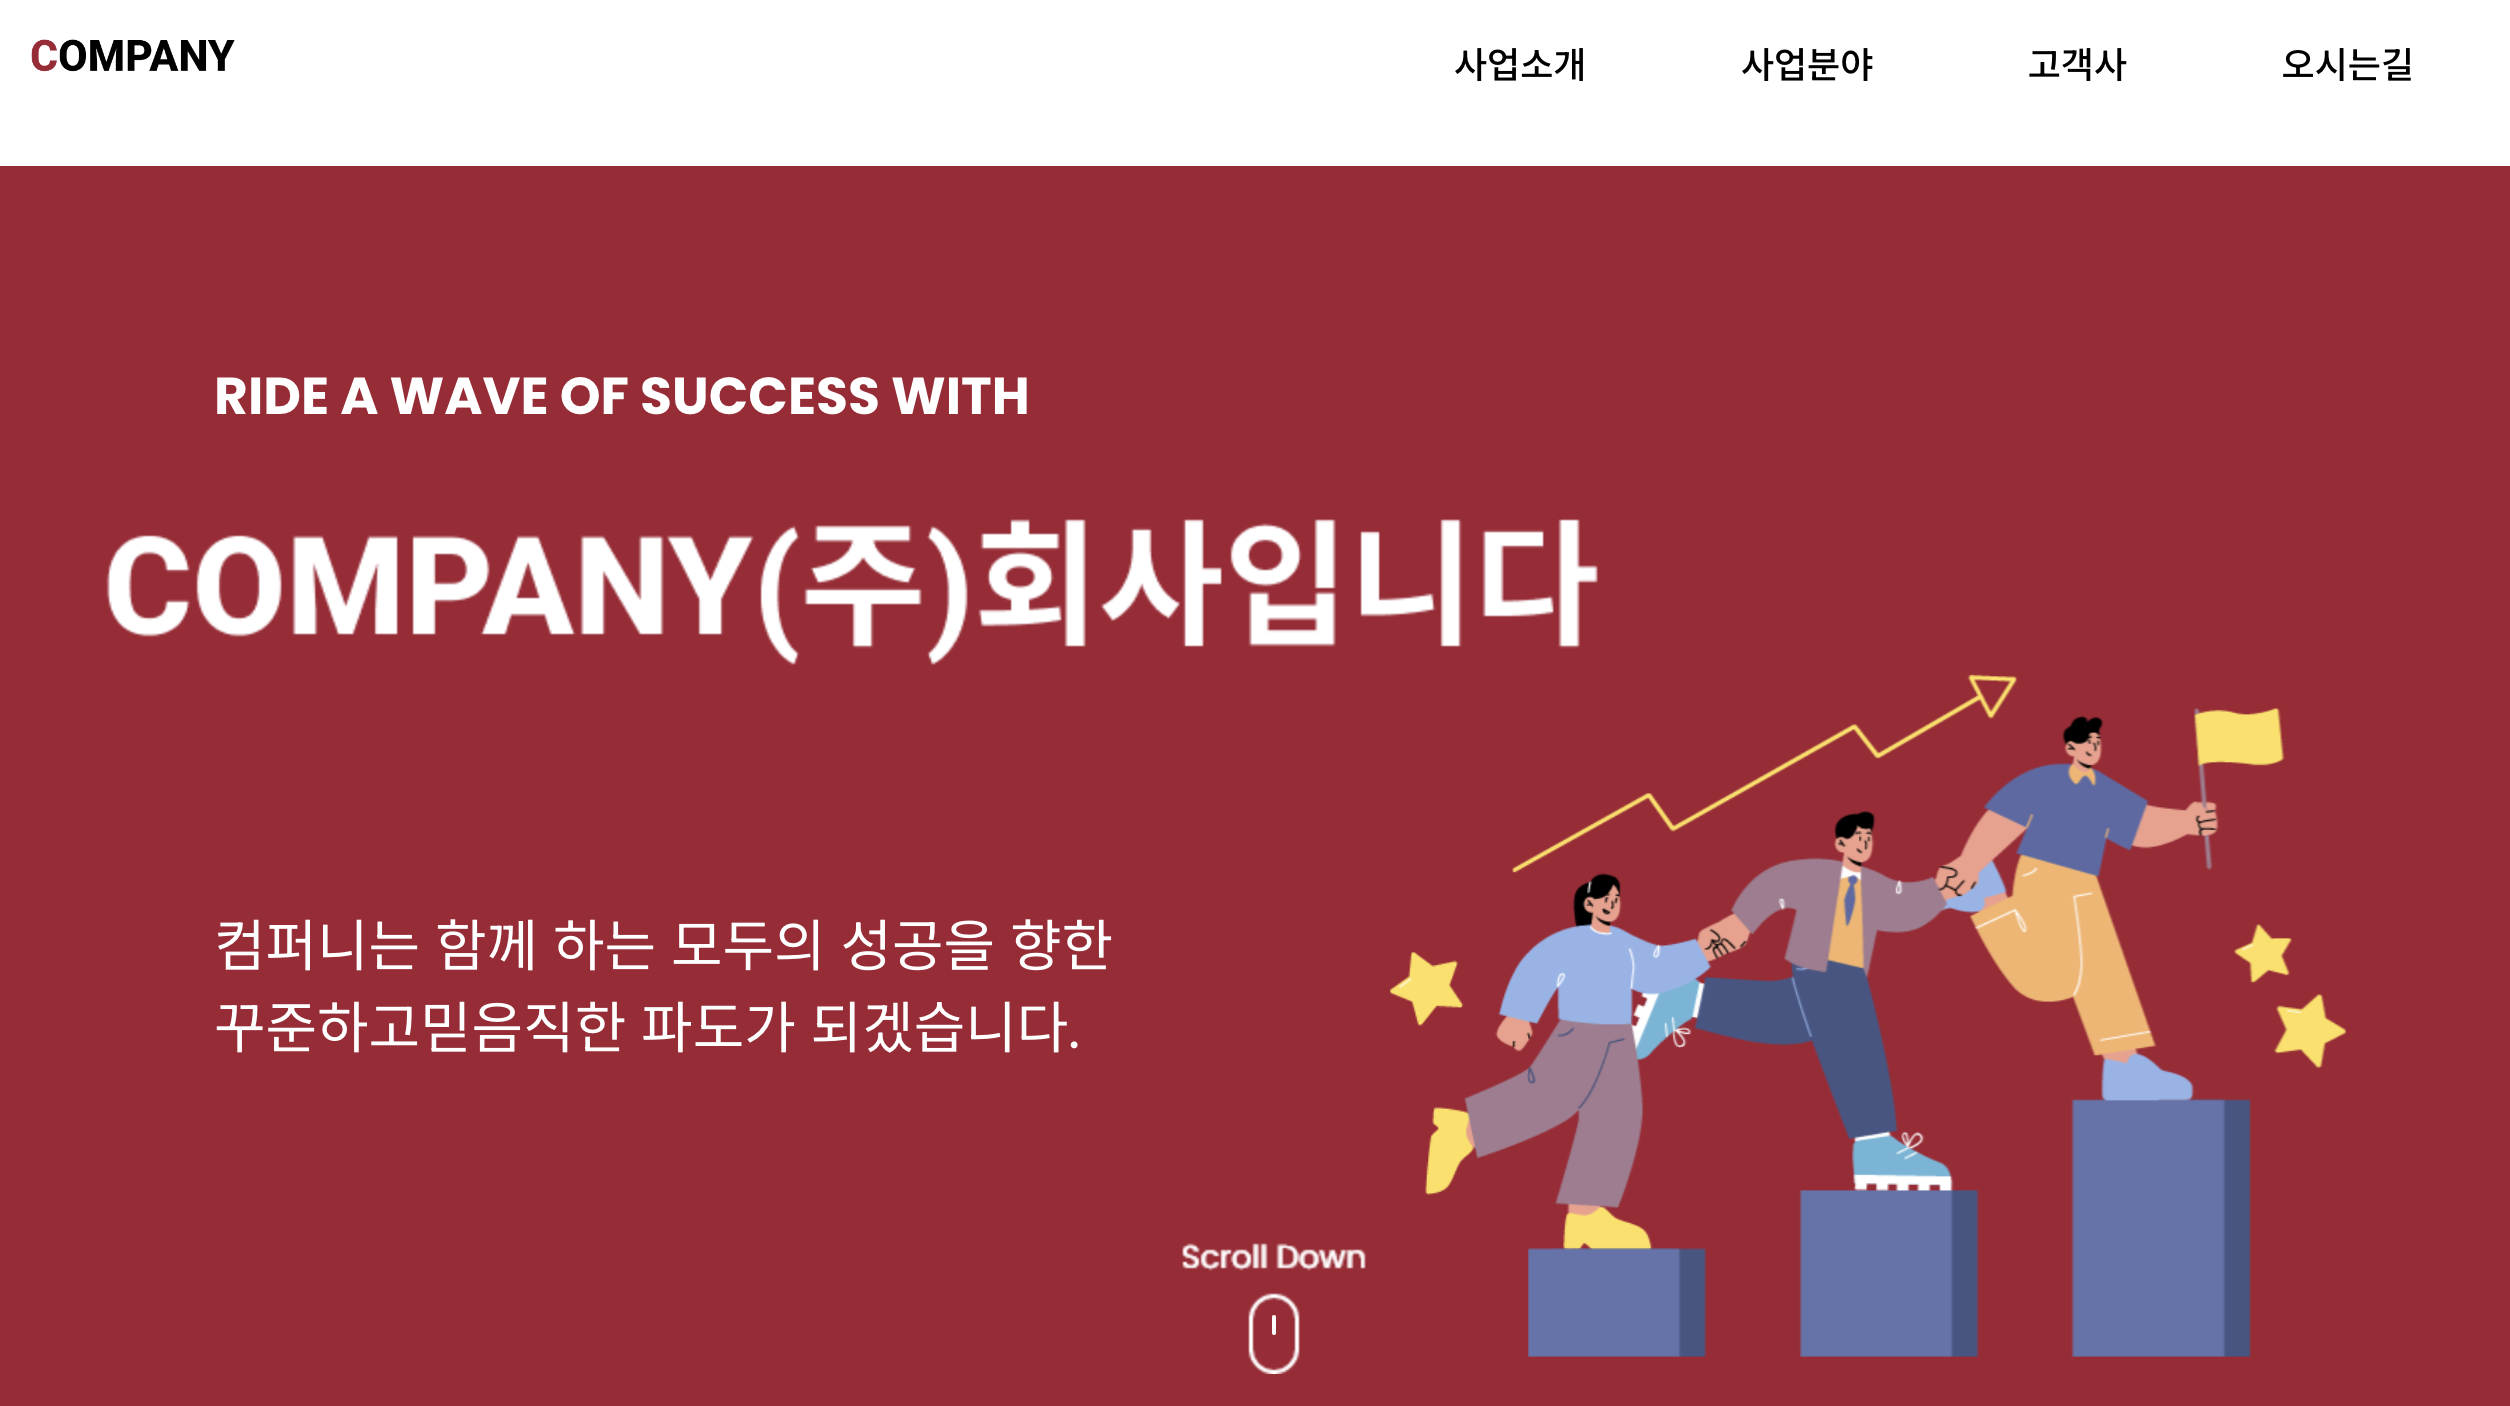 COMPANY
사업소개 사업분야 고객사 오시는길
RIDE A WAVE OF SUCCESS WITH
COMPANY(주)회사입니다
컴퍼니는 함께 하는 모두의 성공을 향한
꾸준하고믿음직한 파도가 되겠습니다.
Scroll Down